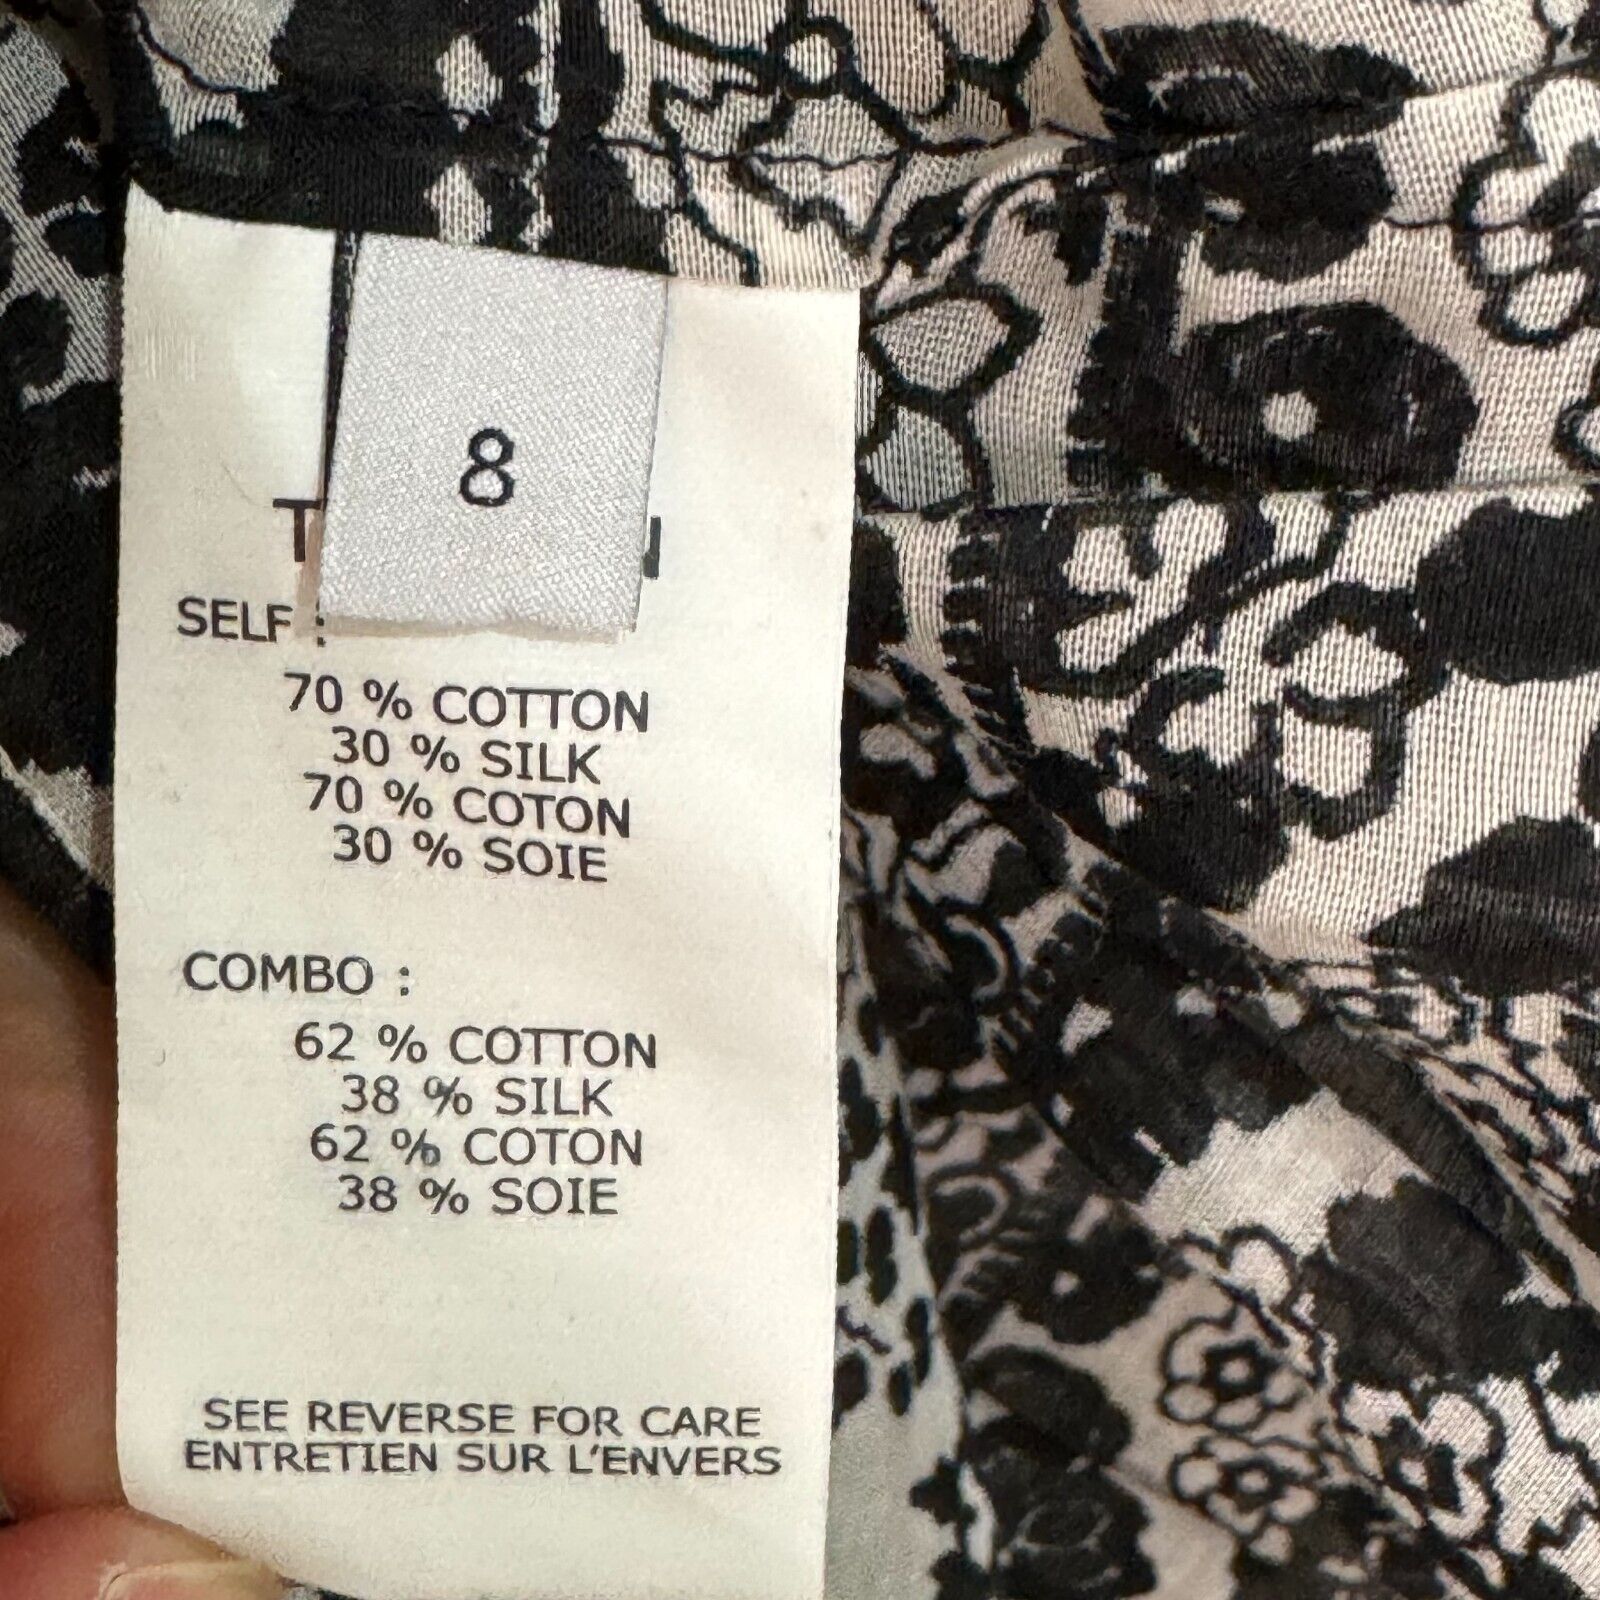 8
SELF :
70 % COTTON
30 % SILK
70 % COTON
30 % SOIE
COMBO :
62 % COTTON
38 % SILK
62 % COTON
38 % SOIE
SEE REVERSE FOR CARE
ENTRETIEN SUR L'ENVERS